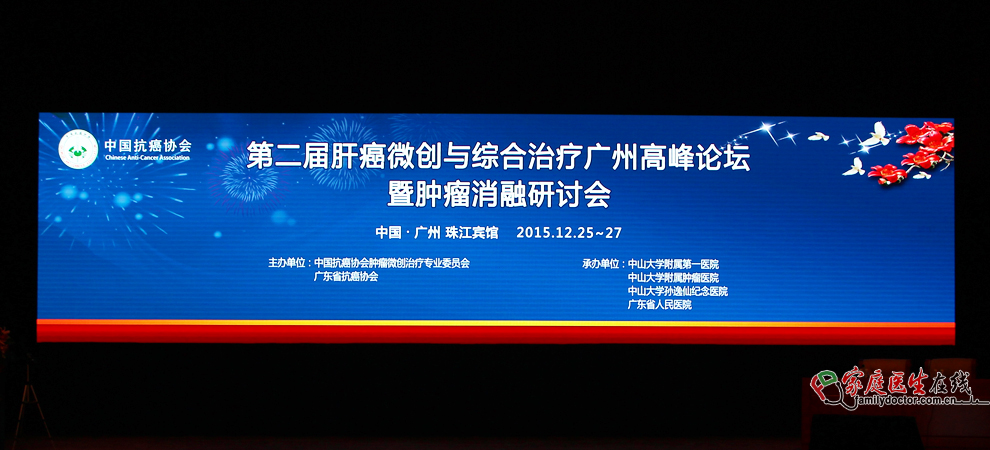 中国抗癌协会
Chinese Anti-Cancer Association
第二届肝癌微创与综合治疗广州高峰论坛
暨肿瘤消融研讨会
中国·广州 珠江宾馆 2015.12.25~27
主办单位：中国抗癌协会肿瘤微创治疗专业委员会
广东省抗癌协会
承办单位：中山大学附属第一医院
中山大学附属肿瘤医院
中山大学孙逸仙纪念医院
广东省人民医院
家庭医生在线
familydoctor.com.cn